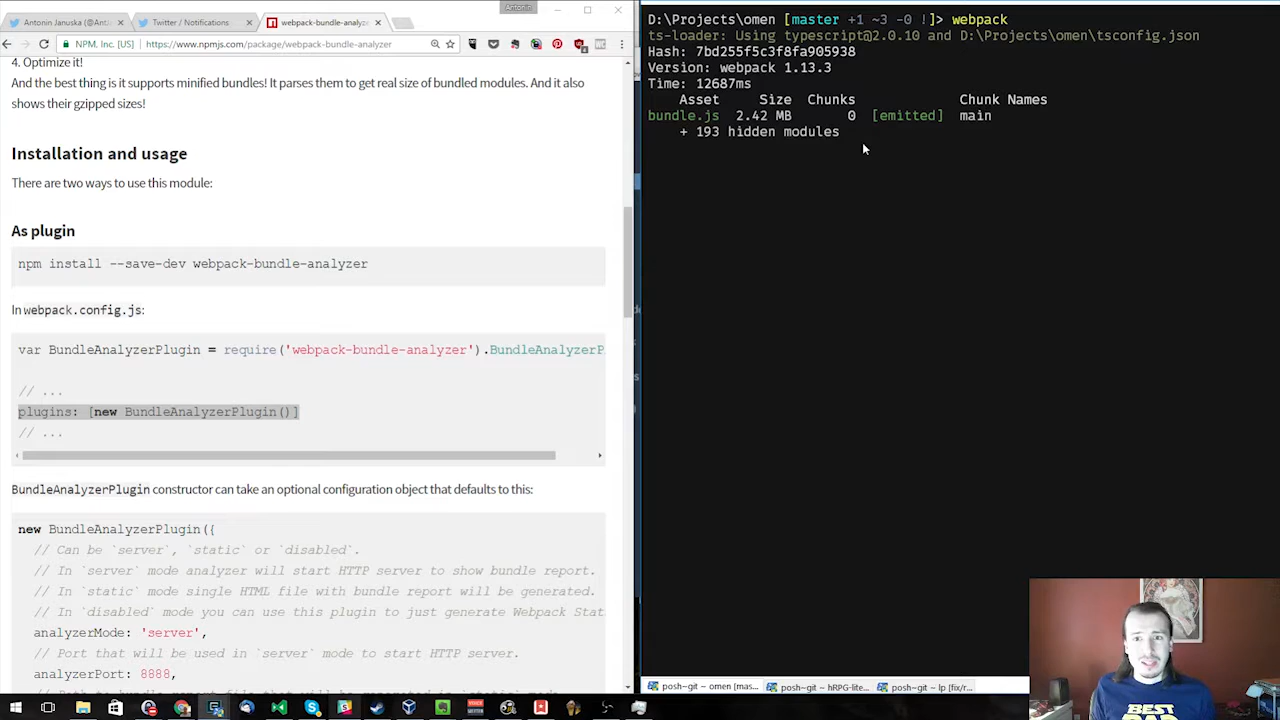 Antonin Januska (@Anto
Twitter / Notifications
webpack-bundle-analyz
Antonin
NPM, Inc. [US]
https://www.npmjs.com/package/webpack-bundle-analyzer
4. Optimize it!
And the best thing is it supports minified bundles! It parses them to get real size of bundled modules. And it also
shows their gzipped sizes!
Installation and usage
There are two ways to use this module:
As plugin
npm install --save-dev webpack-bundle-analyzer
In webpack.config.js:
var BundleAnalyzerPlugin = require('webpack-bundle-analyzer').BundleAnalyzerP
// ...
plugins: [new BundleAnalyzerPlugin()]
// ...
BundleAnalyzerPlugin constructor can take an optional configuration object that defaults to this:
new BundleAnalyzerPlugin({
// Can be `server`, `static` or `disabled`.
// In `server` mode analyzer will start HTTP server to show bundle report.
// In `static` mode single HTML file with bundle report will be generated.
// In `disabled` mode you can use this plugin to just generate Webpack Stat
analyzerMode: 'server',
// Port that will be used in `server` mode to start HTTP server.
analyzerPort: 8888,
D:\Projects\omen [master +1 ~3 -0 !]> webpack
ts-loader: Using typescript@2.0.10 and D:\Projects\omen\tsconfig.json
Hash: 7bd255f5c3f8fa905938
Version: webpack 1.13.3
Time: 12687ms
Asset Size Chunks Chunk Names
bundle.js 2.42 MB 0 [emitted] main
+ 193 hidden modules
posh~git ~ omen [mas...
posh~git ~ hRPG-lite...
posh~git ~ lp [fix/r...
BEST